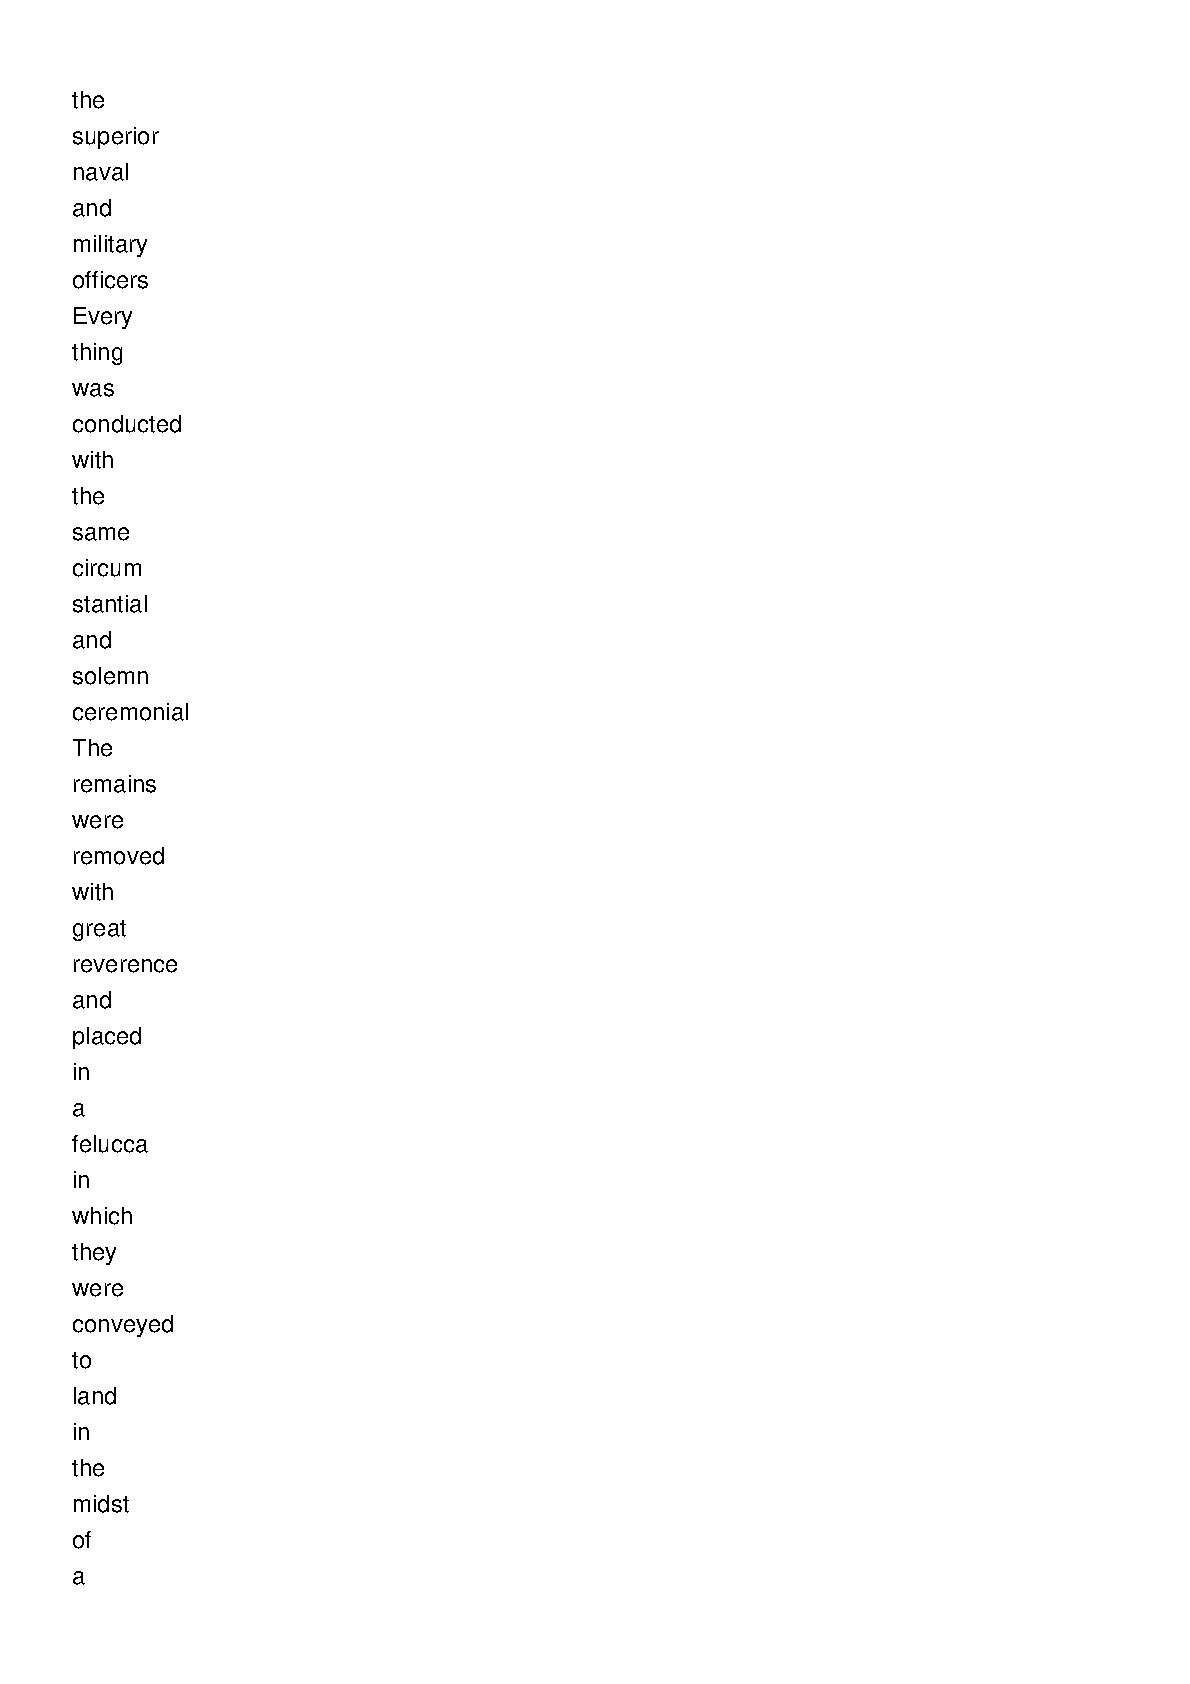 the
superior
naval
and
military
officers
Every
thing
was
conducted
with
the
same
circum
stantial
and
solemn
ceremonial
The
remains
were
removed
with
great
reverence
and
placed
in
a
felucca
in
which
they
were
conveyed
to
land
in
the
midst
of
a